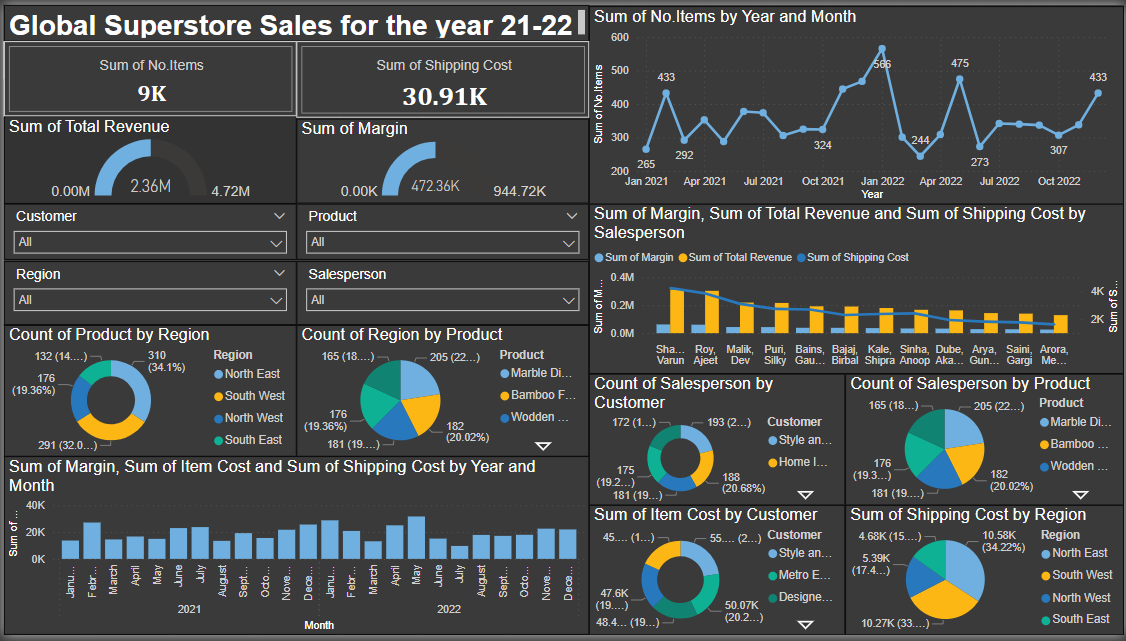 Global Superstore Sales for the year 21-22
Sum of No.Items
9K
Sum of Shipping Cost
30.91K
Sum of Total Revenue
0.00M
2.36M
4.72M
Sum of Margin
0.00K
472.36K
944.72K
Customer
All
Product
All
Region
All
Salesperson
All
Count of Product by Region
132 (14....)
310
(34.1%)
176
(19.36%)
291 (32.0...)
Region
North East
South West
North West
South East
Count of Region by Product
165 (18....)
205 (22...)
176
(19.36%)
182
(20.02%)
181 (19....)
Product
Marble Di...
Bamboo F...
Wodden ...
Sum of Margin, Sum of Item Cost and Sum of Shipping Cost by Year and
Month
Sum of ...
40K
20K
0K
Janu...
Febr...
March
April
May
June
July
August
Sept...
Octo...
Nove...
Dece...
Janu...
Febr...
March
April
May
June
July
August
Sept...
Octo...
Nove...
Dece...
2021
2022
Month
Sum of No.Items by Year and Month
Sum of No.Items
600
500
400
300
200
265
433
292
324
566
244
475
273
307
433
Jan 2021
Apr 2021
Jul 2021
Oct 2021
Jan 2022
Apr 2022
Jul 2022
Oct 2022
Year
Sum of Margin, Sum of Total Revenue and Sum of Shipping Cost by
Salesperson
Sum of Margin
Sum of Total Revenue
Sum of Shipping Cost
Sum of M...
0.4M
0.2M
0.0M
4K
2K
Sum of S...
Sha...
Varun
Roy,
Ajeet
Malik,
Dev
Puri,
Silky
Bains,
Gau...
Bajaj,
Birbal
Kale,
Shipra
Sinha,
Anoop
Dube,
Aka...
Arya,
Gun...
Saini,
Gargi
Arora,
Me...
Count of Salesperson by
Customer
172 (1...)
193 (2...)
175
(19.2...)
188
(20.68%)
181 (19...)
Customer
Style an...
Home I...
Count of Salesperson by Product
165 (18...)
205 (22...)
176
(19.3...)
182
(20.02%)
181 (19...)
Product
Marble Di...
Bamboo ...
Wodden ...
Sum of Item Cost by Customer
45.... (1...)
55.... (2...)
47.6K
(19....)
50.07K
(20.2...)
48.4... (19...)
Customer
Style an...
Metro E...
Designe...
Sum of Shipping Cost by Region
4.68K (15....)
10.58K
(34.22%)
5.39K
(17.4...)
10.27K (33....)
Region
North East
South West
North West
South East